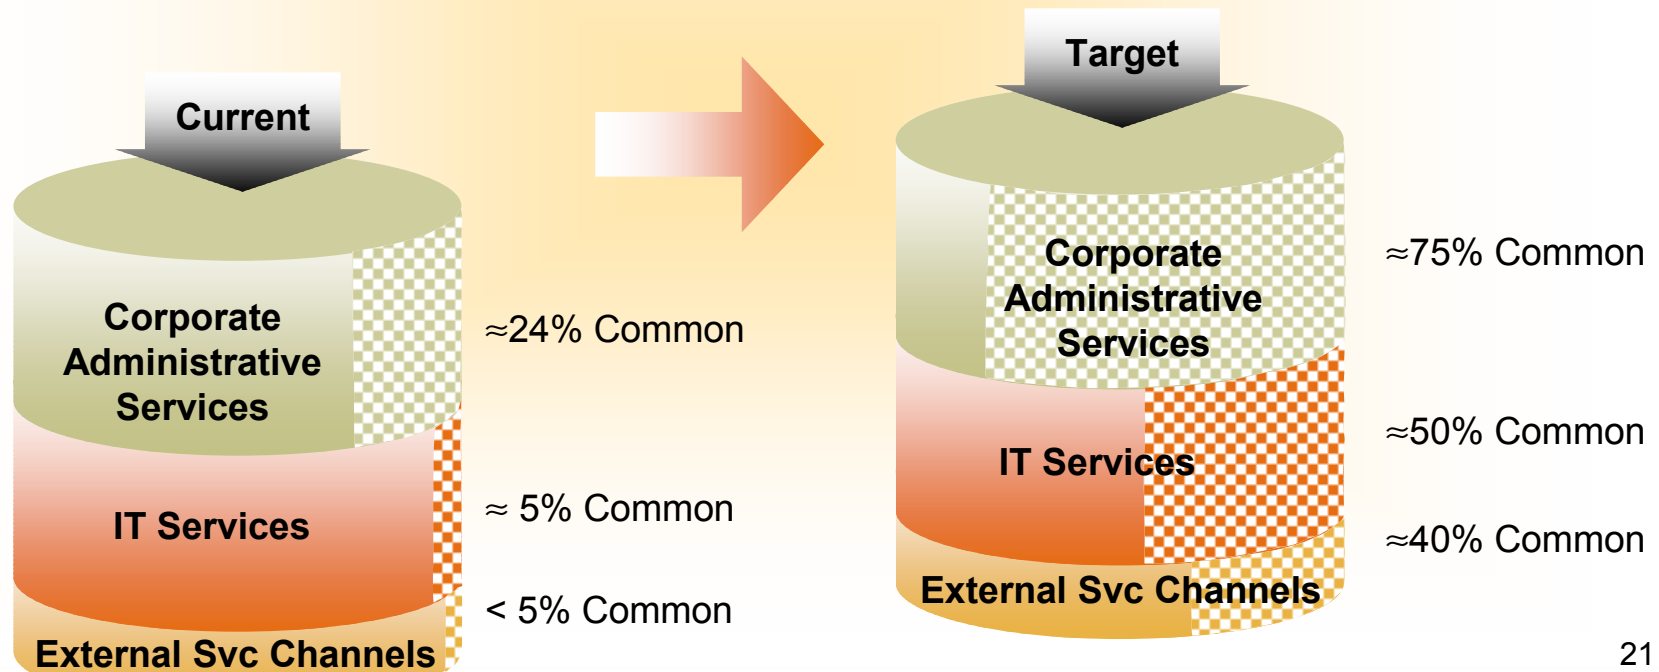 Current
Corporate
Administrative
Services
≈24% Common
IT Services
≈ 5% Common
External Svc Channels
< 5% Common
Target
Corporate
Administrative
Services
≈75% Common
IT Services
≈50% Common
External Svc Channels
≈40% Common
21